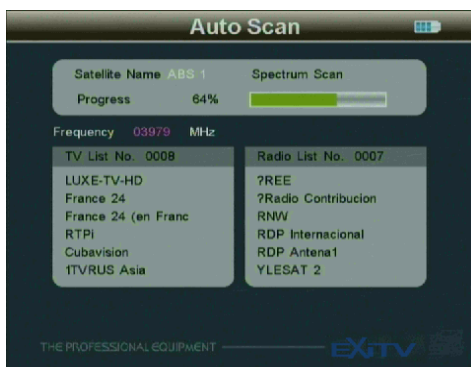 Auto Scan
Satellite Name ABS 1 Spectrum Scan
Progress 64%
Frequency 03979 MHz
TV List No. 0008
LUXE-TV-HD
France 24
France 24 (en Franc
RTPi
Cubavision
1TVRUS Asia
Radio List No. 0007
?REE
?Radio Contribucion
RNW
RDP Internacional
RDP Antena1
YLESAT 2
THE PROFESSIONAL EQUIPMENT
EXiTV